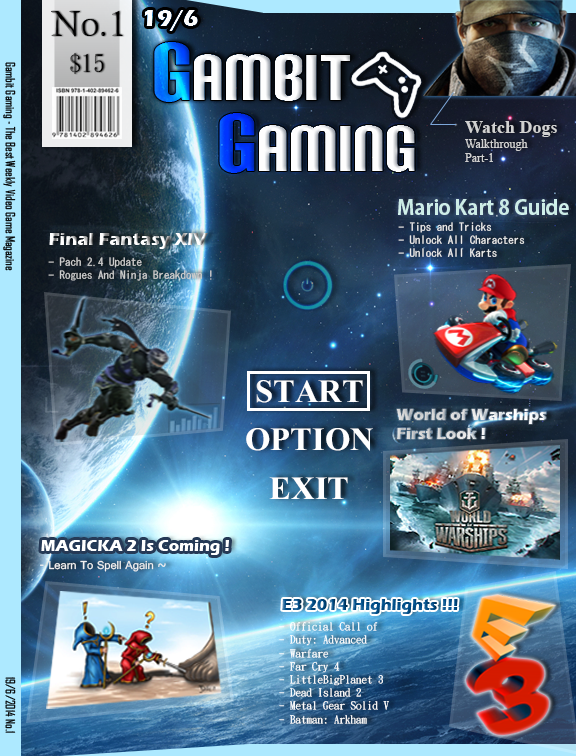 No.1
$15
ISBN 978-1-402-89462-6
9 781402 894626
19/6
GAMBIT
GAMING
Watch Dogs
Walkthrough
Part-1
Gambit Gaming - The Best Weekly Video Game Magazine
Mario Kart 8 Guide
- Tips and Tricks
- Unlock All Characters
- Unlock All Karts
Final Fantasy XIV
- Pach 2.4 Update
- Rogues And Ninja Breakdown !
M
START
OPTION
EXIT
World of Warships
First Look !
WORLD
OF
WARSHIPS
MAGICKA 2 Is Coming !
- Learn To Spell Again ~
?
E3 2014 Highlights !!!
- Official Call of
- Duty: Advanced
- Warfare
- Far Cry 4
- LittleBigPlanet 3
- Dead Island 2
- Metal Gear Solid V
- Batman: Arkham
E3
19/6 /2014 No.1